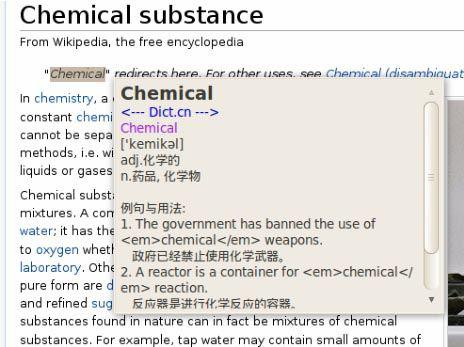 Chemical substance
From Wikipedia, the free encyclopedia
"Chemical" redirects here. For other uses, see Chemical (disambiguat
In chemistry, a c
constant chemi
cannot be sepa
methods, i.e. wi
liquids or gases
Chemical subst
mixtures. A com
water; it has the
to oxygen wheth
laboratory. Othe
pure form are d
and refined sug
substances found in nature can in fact be mixtures of chemical
substances. For example, tap water may contain small amounts of
Chemical
<--- Dict.cn --->
Chemical
['kemikəl]
adj.化学的
n.药品, 化学物
例句与用法:
1. The government has banned the use of
<em>chemical</em> weapons.
政府已经禁止使用化学武器。
2. A reactor is a container for <em>chemical</
em> reaction.
反应器是进行化学反应的容器。